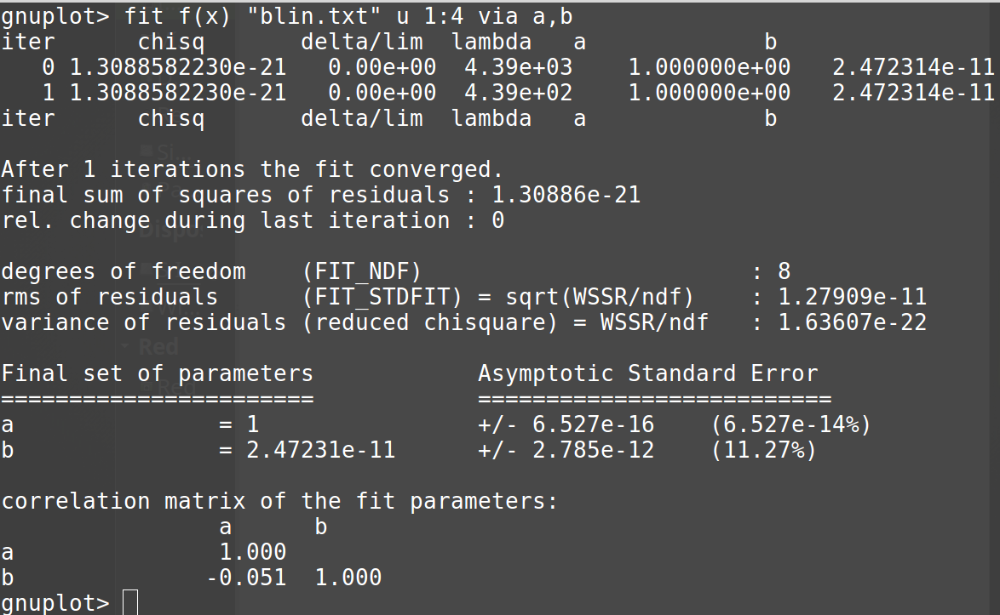 gnuplot> fit f(x) "blin.txt" u 1:4 via a,b
iter      chisq       delta/lim  lambda   a             b
   0 1.3088582230e-21   0.00e+00  4.39e+03    1.000000e+00   2.472314e-11
   1 1.3088582230e-21   0.00e+00  4.39e+02    1.000000e+00   2.472314e-11
iter      chisq       delta/lim  lambda   a             b
After 1 iterations the fit converged.
final sum of squares of residuals : 1.30886e-21
rel. change during last iteration : 0
degrees of freedom    (FIT_NDF)                        : 8
rms of residuals      (FIT_STDFIT) = sqrt(WSSR/ndf)    : 1.27909e-11
variance of residuals (reduced chisquare) = WSSR/ndf   : 1.63607e-22
Final set of parameters            Asymptotic Standard Error
=======================            ==========================
a               = 1                +/- 6.527e-16    (6.527e-14%)
b               = 2.47231e-11      +/- 2.785e-12    (11.27%)
correlation matrix of the fit parameters:
                a      b
a               1.000
b              -0.051  1.000
gnuplot>
Si...
Dispo
Red
Red